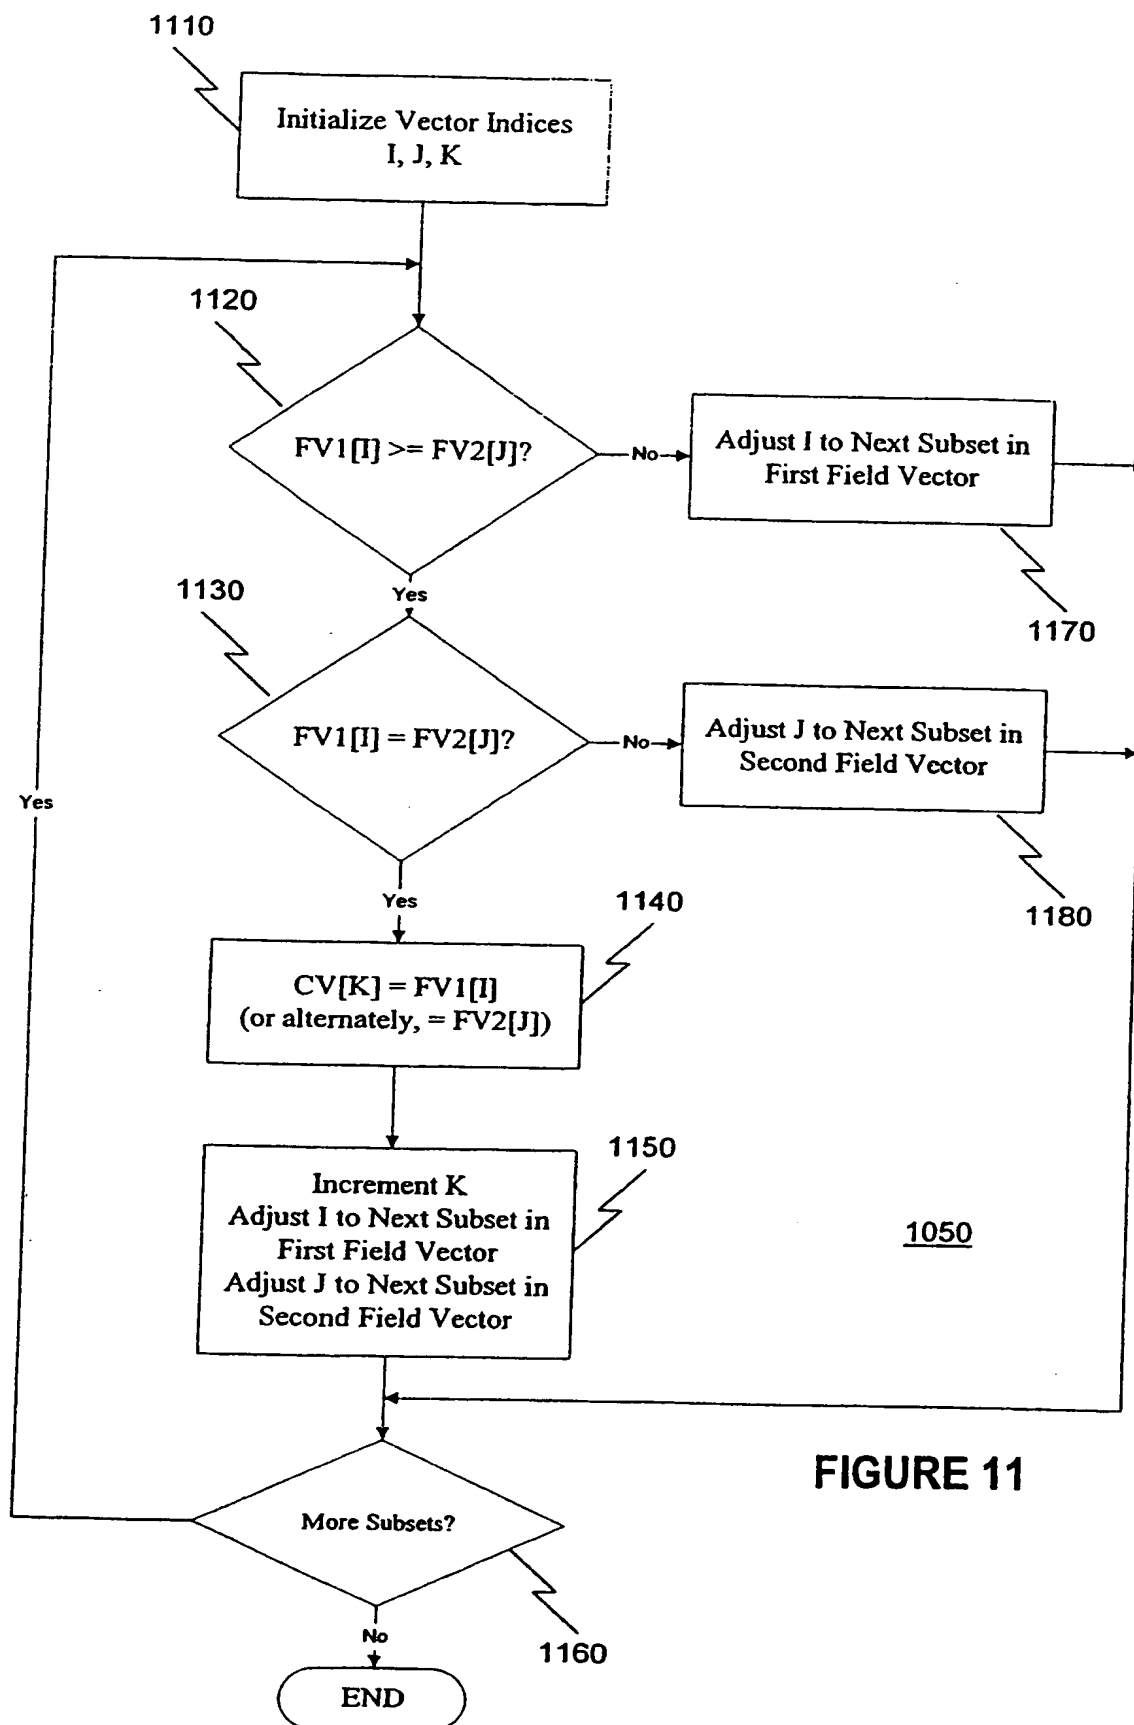 1110
Initialize Vector Indices
I, J, K
1120
FV1[I] >= FV2[J]?
No
Adjust I to Next Subset in
First Field Vector
1170
Yes
1130
FV1[I] = FV2[J]?
No
Adjust J to Next Subset in
Second Field Vector
1180
Yes
Yes
1140
CV[K] = FV1[I]
(or alternately, = FV2[J])
1150
Increment K
Adjust I to Next Subset in
First Field Vector
Adjust J to Next Subset in
Second Field Vector
1050
More Subsets?
1160
No
END
FIGURE 11